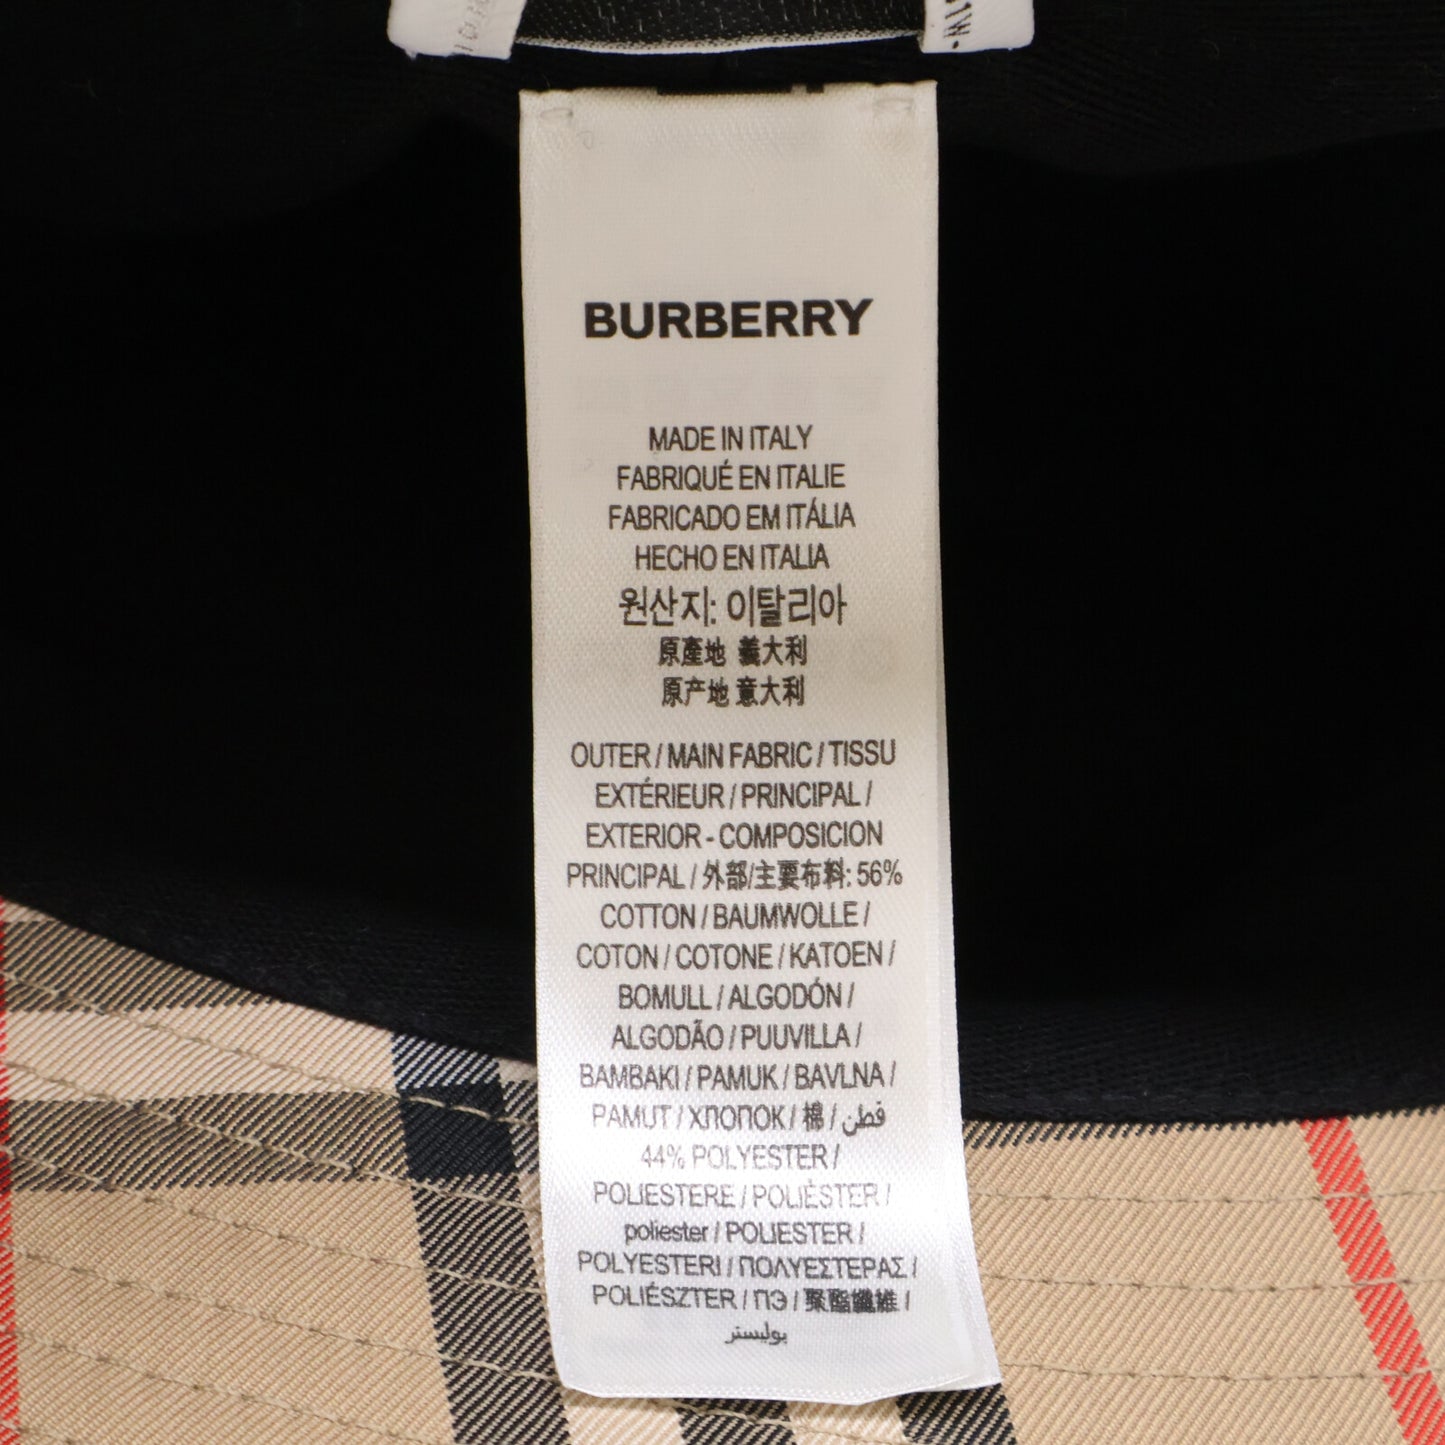 BURBERRY
MADE IN ITALY
FABRIQUÉ EN ITALIE
FABRICADO EM ITÁLIA
HECHO EN ITALIA
원산지: 이탈리아
原產地 義大利
原产地 意大利
OUTER / MAIN FABRIC / TISSU
EXTÉRIEUR / PRINCIPAL /
EXTERIOR - COMPOSICION
PRINCIPAL / 外部/主要布料: 56%
COTTON / BAUMWOLLE /
COTON / COTONE / KATOEN /
BOMULL / ALGODÓN /
ALGODÃO / PUUVILLA /
BAMBAKI / PAMUK / BAVLNA /
PAMUT / ХЛОПОК / 棉 / قطن
44% POLYESTER /
POLIESTERE / POLIÈSTER /
poliester / POLIESTER /
POLYESTERI / ΠΟΛΥΕΣΤΕΡΑΣ /
POLIÉSZTER / ПЭ / 聚酯纖維 /
بوليستر